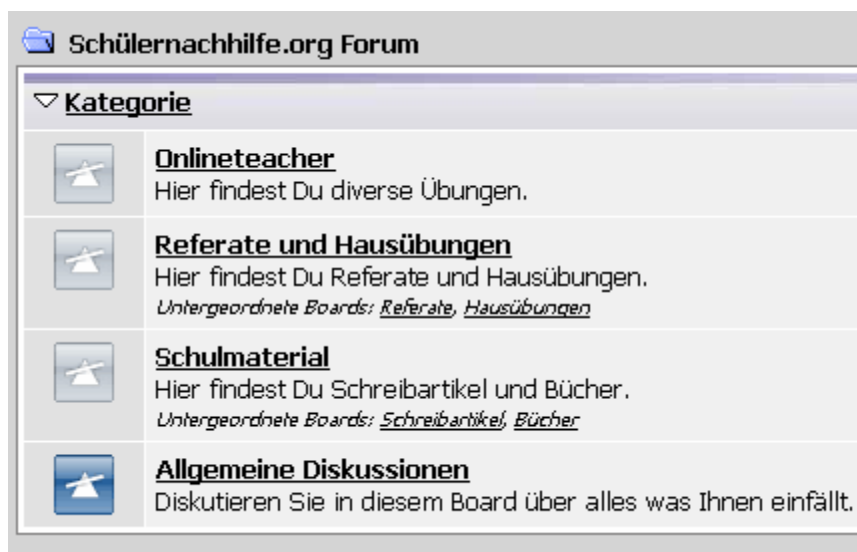 Schülernachhilfe.org Forum
Kategorie
Onlineteacher
Hier findest Du diverse Übungen.
Referate und Hausübungen
Hier findest Du Referate und Hausübungen.
Untergeordnete Boards: Referate, Hausübungen
Schulmaterial
Hier findest Du Schreibartikel und Bücher.
Untergeordnete Boards: Schreibartikel, Bücher
Allgemeine Diskussionen
Diskutieren Sie in diesem Board über alles was Ihnen einfällt.